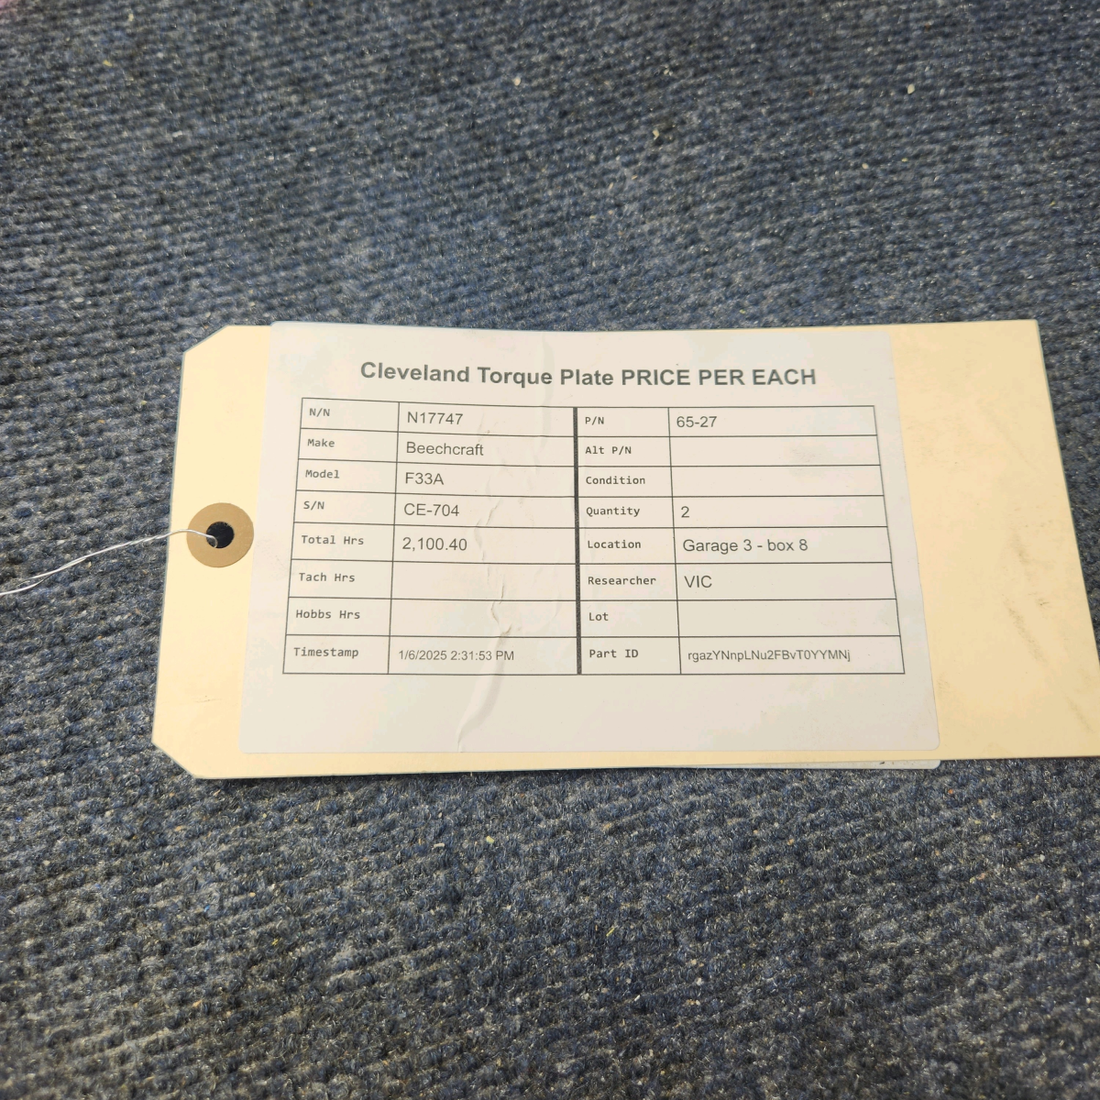 Cleveland Torque Plate PRICE PER EACH
N/N N17747 P/N 65-27
Make Beechcraft Alt P/N
Model F33A Condition
S/N CE-704 Quantity 2
Total Hrs 2,100.40 Location Garage 3 - box 8
Tach Hrs Researcher VIC
Hobbs Hrs Lot
Timestamp 1/6/2025 2:31:53 PM Part ID rgazYNnpLNu2FBvT0YYMNj